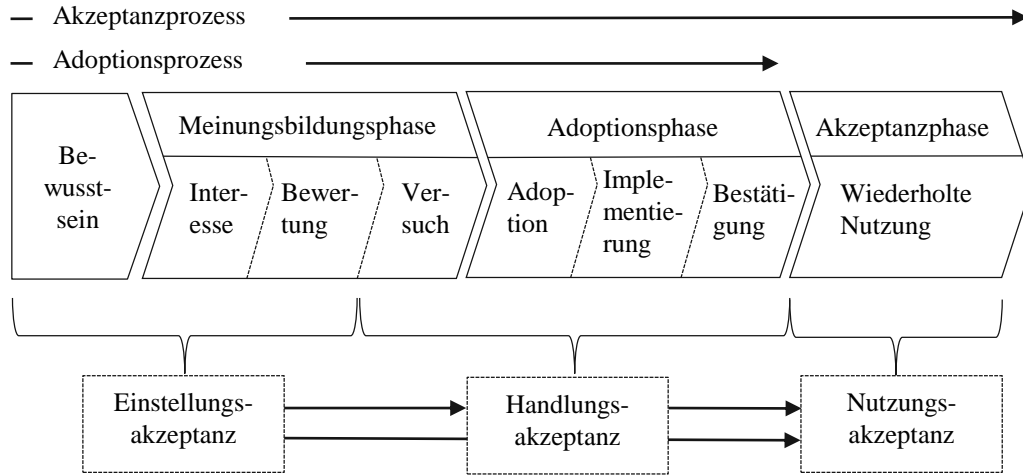 Akzeptanzprozess
Adoptionsprozess
Be-
wusst-
sein
Meinungsbildungsphase
Inter-
esse
Bewer-
tung
Ver-
such
Adoptionsphase
Adop-
tion
Imple-
mentie-
rung
Bestäti-
gung
Akzeptanzphase
Wiederholte
Nutzung
Einstellungs-
akzeptanz
Handlungs-
akzeptanz
Nutzungs-
akzeptanz